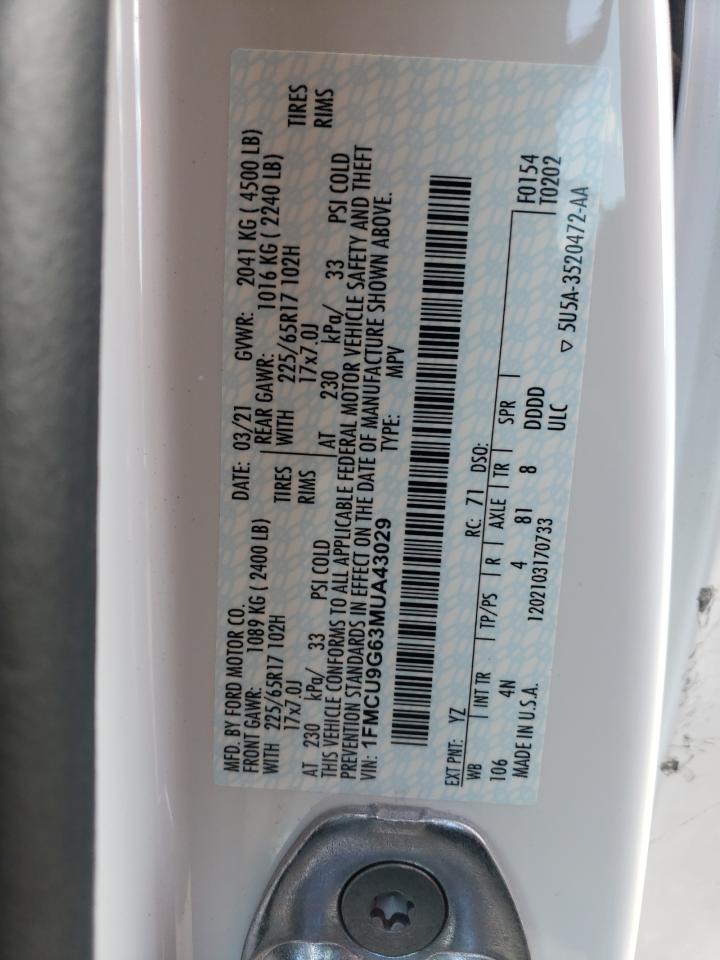 MFD. BY FORD MOTOR CO.
DATE: 03/21 GVWR: 2041 KG ( 4500 LB)
FRONT GAWR: 1089 KG ( 2400 LB) REAR GAWR: 1016 KG ( 2240 LB)
WITH 225/65R17 102H TIRES WITH 225/65R17 102H TIRES
17x7.0J RIMS 17x7.0J RIMS
AT 230 kPa/ 33 PSI COLD AT 230 kPa/ 33 PSI COLD
THIS VEHICLE CONFORMS TO ALL APPLICABLE FEDERAL MOTOR VEHICLE SAFETY AND THEFT
PREVENTION STANDARDS IN EFFECT ON THE DATE OF MANUFACTURE SHOWN ABOVE.
VIN: 1FMCU9G63MUA43029 TYPE: MPV
EXT PNT: YZ RC: 71 DSO:
WB INT TR TP/PS R AXLE TR SPR F0154
106 4N 4 81 8 DDDD T0202
MADE IN U.S.A. 1202103170733 ULC ▽ 5U5A-3520472-AA